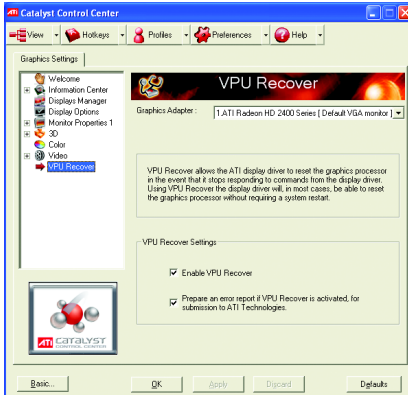 ATI Catalyst Control Center
View
Hotkeys
Profiles
Preferences
Help
Graphics Settings
Welcome
Information Center
Displays Manager
Display Options
Monitor Properties 1
3D
Color
Video
VPU Recover
VPU Recover
Graphics Adapter :
1.ATI Radeon HD 2400 Series [ Default VGA monitor ]
VPU Recover allows the ATI display driver to reset the graphics processor
in the event that it stops responding to commands from the display driver.
Using VPU Recover the display driver will, in most cases, be able to reset
the graphics processor without requiring a system restart.
VPU Recover Settings
Enable VPU Recover
Prepare an error report if VPU Recover is activated, for
submission to ATI Technologies.
ATI CATALYST
CONTROL CENTER
Basic...
OK
Apply
Discard
Defaults